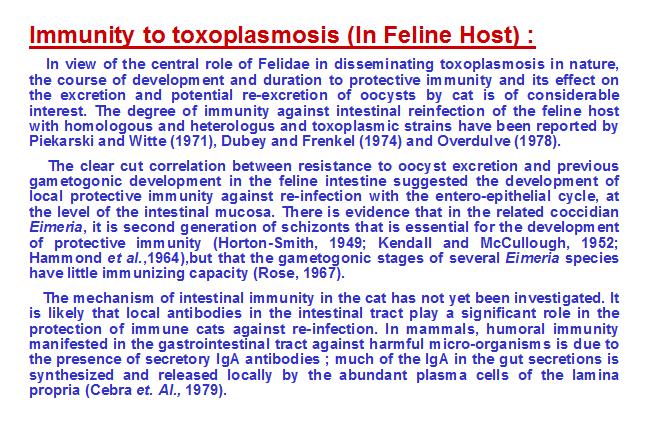 Immunity to toxoplasmosis (In Feline Host) :
In view of the central role of Felidae in disseminating toxoplasmosis in nature,
the course of development and duration to protective immunity and its effect on
the excretion and potential re-excretion of oocysts by cat is of considerable
interest. The degree of immunity against intestinal reinfection of the feline host
with homologous and heterologus and toxoplasmic strains have been reported by
Piekarski and Witte (1971), Dubey and Frenkel (1974) and Overdulve (1978).
The clear cut correlation between resistance to oocyst excretion and previous
gametogonic development in the feline intestine suggested the development of
local protective immunity against re-infection with the entero-epithelial cycle, at
the level of the intestinal mucosa. There is evidence that in the related coccidian
Eimeria, it is second generation of schizonts that is essential for the development
of protective immunity (Horton-Smith, 1949; Kendall and McCullough, 1952;
Hammond et al.,1964),but that the gametogonic stages of several Eimeria species
have little immunizing capacity (Rose, 1967).
The mechanism of intestinal immunity in the cat has not yet been investigated. It
is likely that local antibodies in the intestinal tract play a significant role in the
protection of immune cats against re-infection. In mammals, humoral immunity
manifested in the gastrointestinal tract against harmful micro-organisms is due to
the presence of secretory IgA antibodies ; much of the IgA in the gut secretions is
synthesized and released locally by the abundant plasma cells of the lamina
propria (Cebra et. Al., 1979).